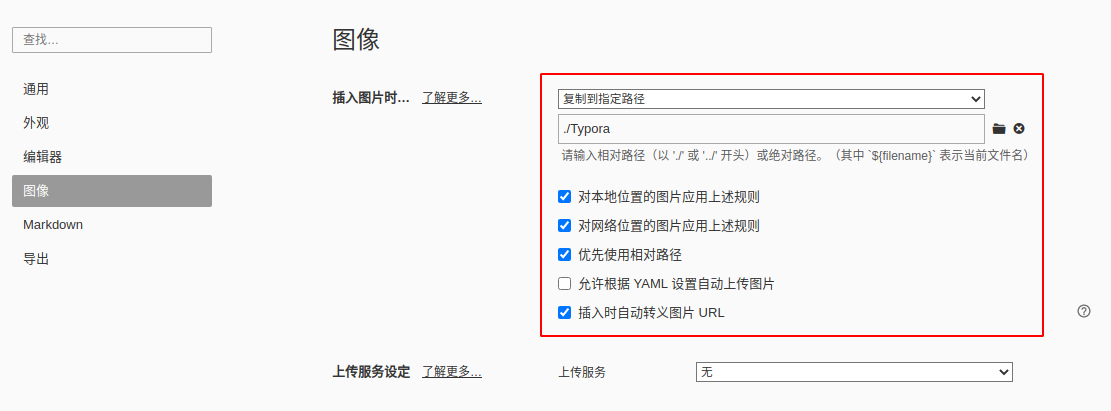 查找…
通用
外观
编辑器
图像
Markdown
导出
图像
插入图片时… 了解更多…
复制到指定路径
./Typora
请输入相对路径（以 './' 或 '../' 开头）或绝对路径。（其中 `${filename}` 表示当前文件名）
对本地位置的图片应用上述规则
对网络位置的图片应用上述规则
优先使用相对路径
允许根据 YAML 设置自动上传图片
插入时自动转义图片 URL
上传服务设定 了解更多… 上传服务 无